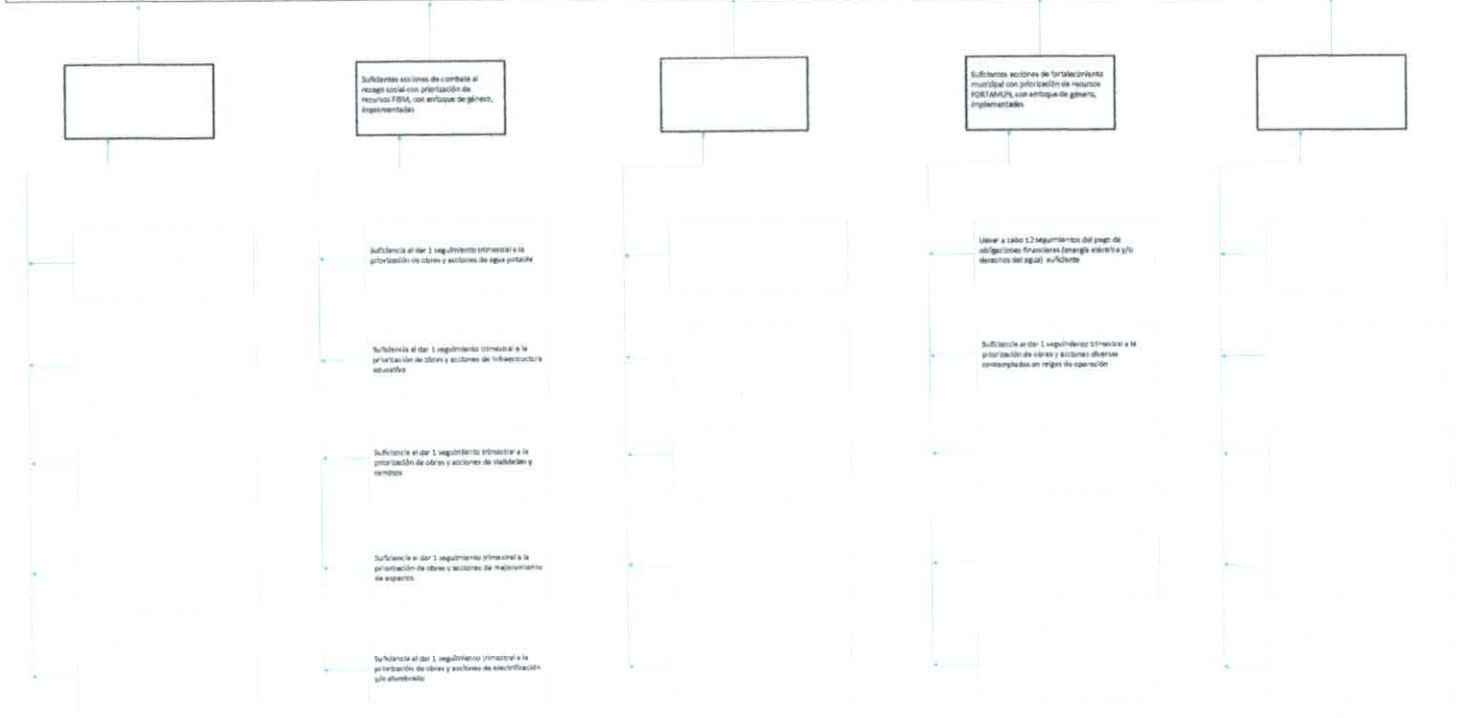 Suficientes acciones de combate al
rezago social con priorización de
recursos FISM, con enfoque de género,
implementadas
Suficientes acciones de fortalecimiento
municipal con priorización de recursos
FORTAMUN, con enfoque de género,
implementadas
Suficiencia al dar 1 seguimiento trimestral a la
priorización de obras y acciones de agua potable
Suficiencia al dar 1 seguimiento trimestral a la
priorización de obras y acciones de infraestructura
educativa
Suficiencia al dar 1 seguimiento trimestral a la
priorización de obras y acciones de vialidades y
caminos
Suficiencia al dar 1 seguimiento trimestral a la
priorización de obras y acciones de mejoramiento
de espacios
Suficiencia al dar 1 seguimiento trimestral a la
priorización de obras y acciones de electrificación
y/o alumbrado
Llevar a cabo 12 seguimientos del pago de
obligaciones financieras (energía eléctrica y/o
derechos del agua) suficiente
Suficiencia al dar 1 seguimiento trimestral a la
priorización de obras y acciones diversas
contempladas en reglas de operación